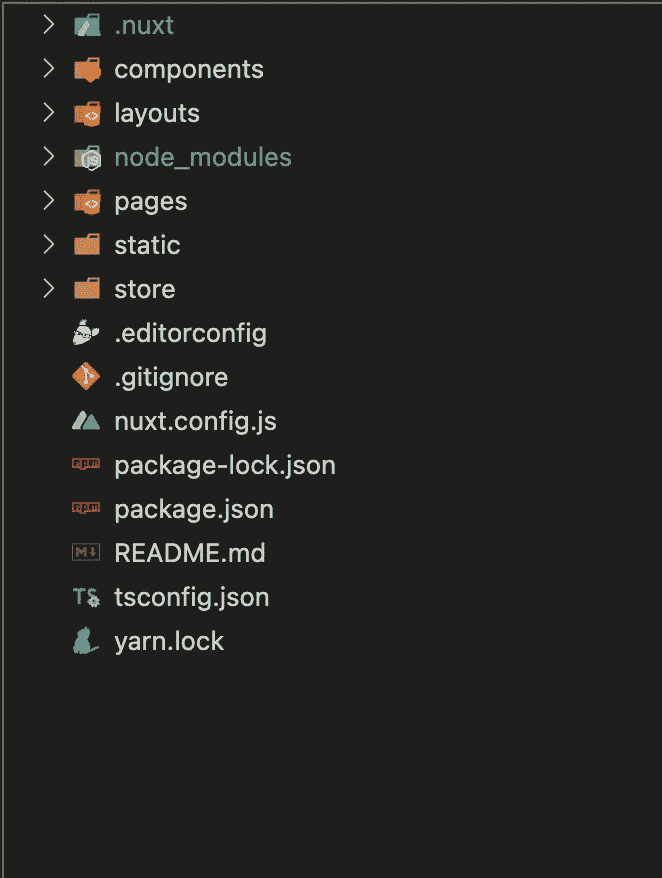 .nuxt
components
layouts
node_modules
pages
static
store
.editorconfig
.gitignore
nuxt.config.js
package-lock.json
package.json
README.md
tsconfig.json
yarn.lock